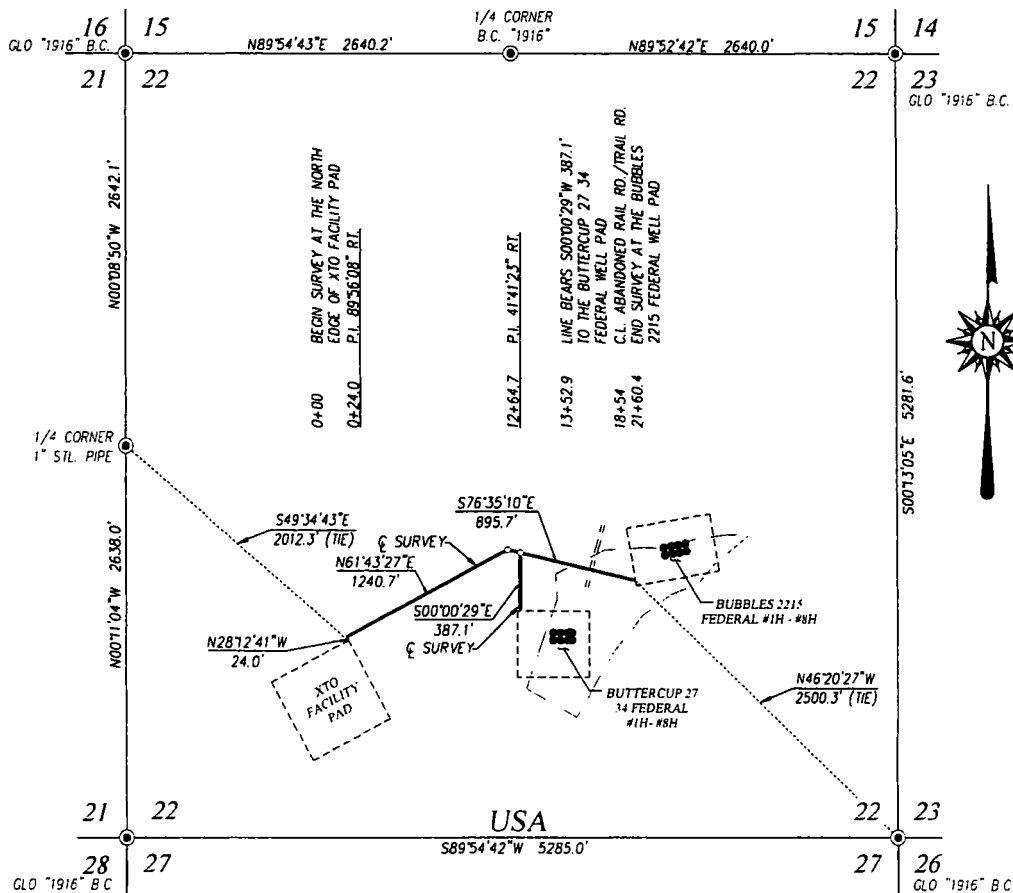 16 15
GLO "1916" B.C.
21 22
N89°54'43"E 2640.2'
1/4 CORNER
B.C. "1916"
N89°52'42"E 2640.0'
15 14
22 23
GLO "1916" B.C.
N00°08'50"W 2642.1'
0+00 BEGIN SURVEY AT THE NORTH
EDGE OF XTO FACILITY PAD
0+24.0 P.I. 89°56'08" RT.
12+64.7 P.I. 41°41'23" RT.
13+52.9 LINE BEARS S00°00'29"W 387.1'
TO THE BUTTERCUP 27 34
FEDERAL WELL PAD
18+54 C.L. ABANDONED RAIL RD./TRAIL RD.
21+60.4 END SURVEY AT THE BUBBLES
2215 FEDERAL WELL PAD
N
S00°13'05"E 5281.6'
1/4 CORNER
1" STL. PIPE
N00°11'04"W 2638.0'
S49°34'43"E
2012.3' (TIE)
℄ SURVEY
N61°43'27"E
1240.7'
S76°35'10"E
895.7'
S00°00'29"E
387.1'
℄ SURVEY
N28°12'41"W
24.0'
XTO
FACILITY
PAD
BUBBLES 2215
FEDERAL #1H - #8H
BUTTERCUP 27
34 FEDERAL
#1H- #8H
N46°20'27"W
2500.3' (TIE)
21 22
USA
22 23
28 27
S89°54'42"W 5285.0'
27 26
GLO "1916" B.C
GLO "1916" B.C